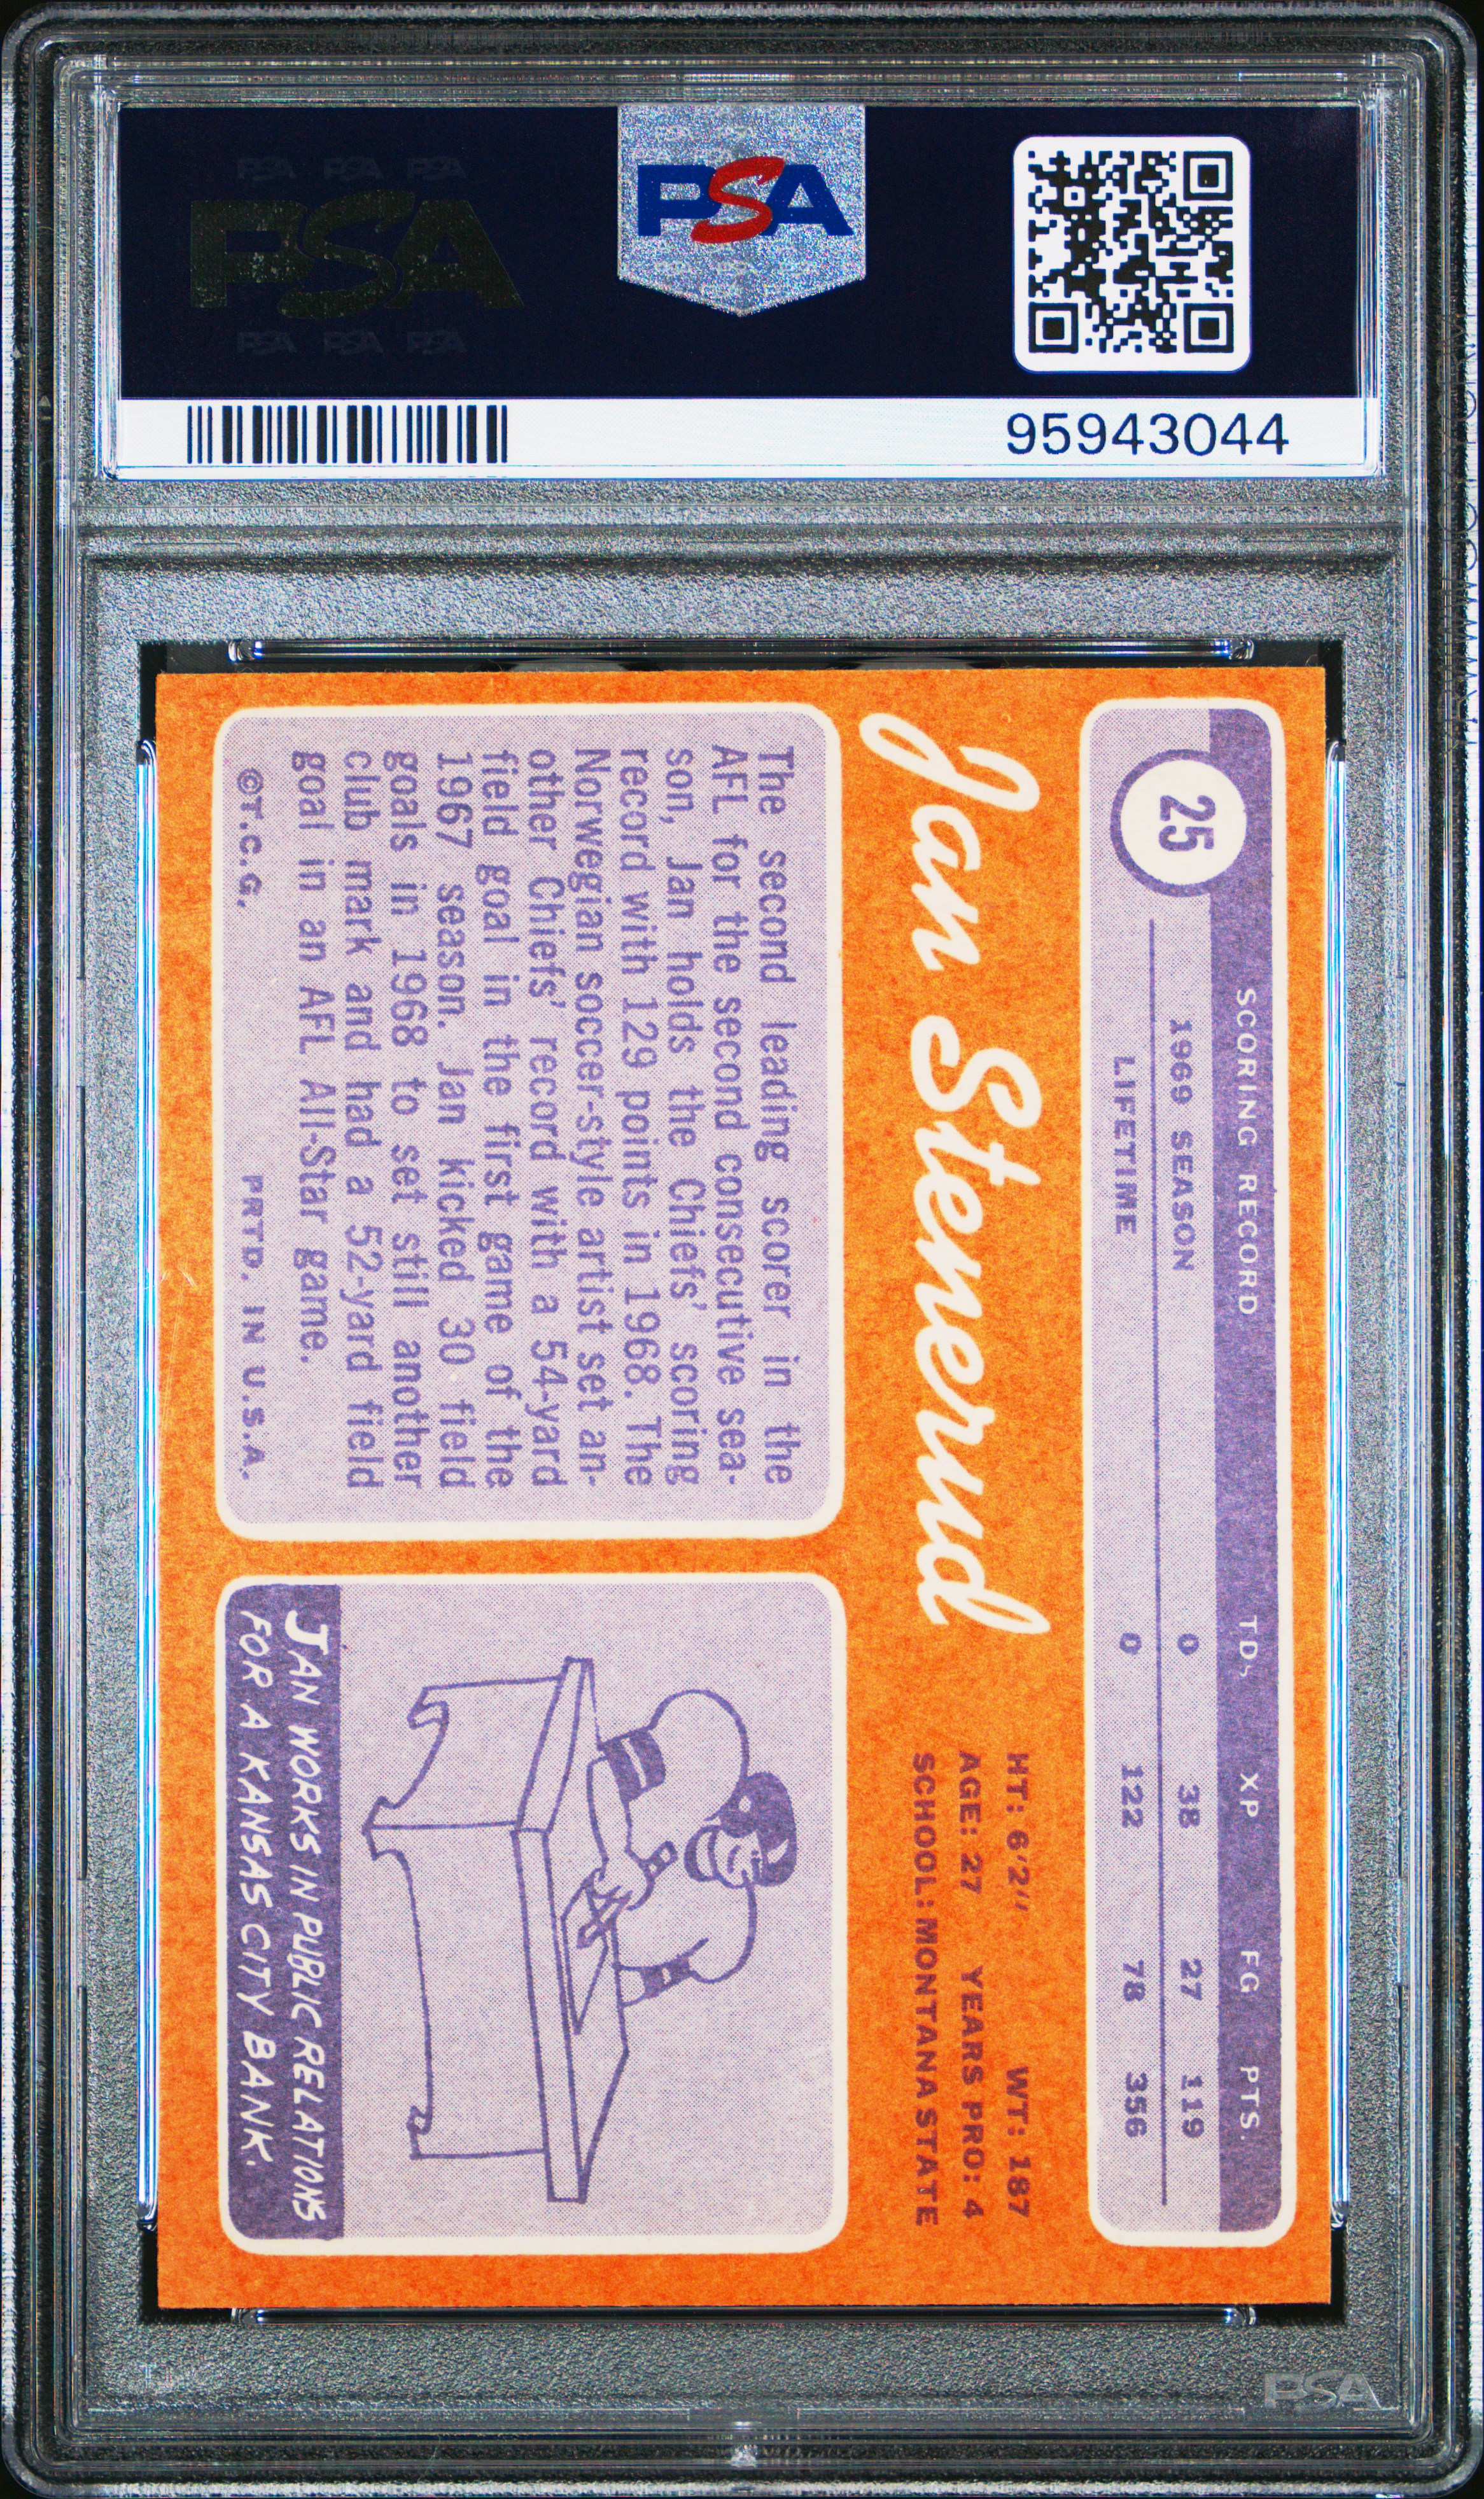 PSA PSA PSA
PSA
PSA PSA PSA
PSA
95943044
25
SCORING RECORD TD, XP FG PTS.
1969 SEASON 0 38 27 119
LIFETIME 0 122 78 356
Jan Stenerud
HT: 6'2" WT: 187
AGE: 27 YEARS PRO: 4
SCHOOL: MONTANA STATE
The second leading scorer in the
AFL for the second consecutive sea-
son, Jan holds the Chiefs' scoring
record with 129 points in 1968. The
Norwegian soccer-style artist set an-
other Chiefs' record with a 54-yard
field goal in the first game of the
1967 season. Jan kicked 30 field
goals in 1968 to set still another
club mark and had a 52-yard field
goal in an AFL All-Star game.
©T.C.G. PRTD. IN U.S.A.
JAN WORKS IN PUBLIC RELATIONS
FOR A KANSAS CITY BANK.
PSA